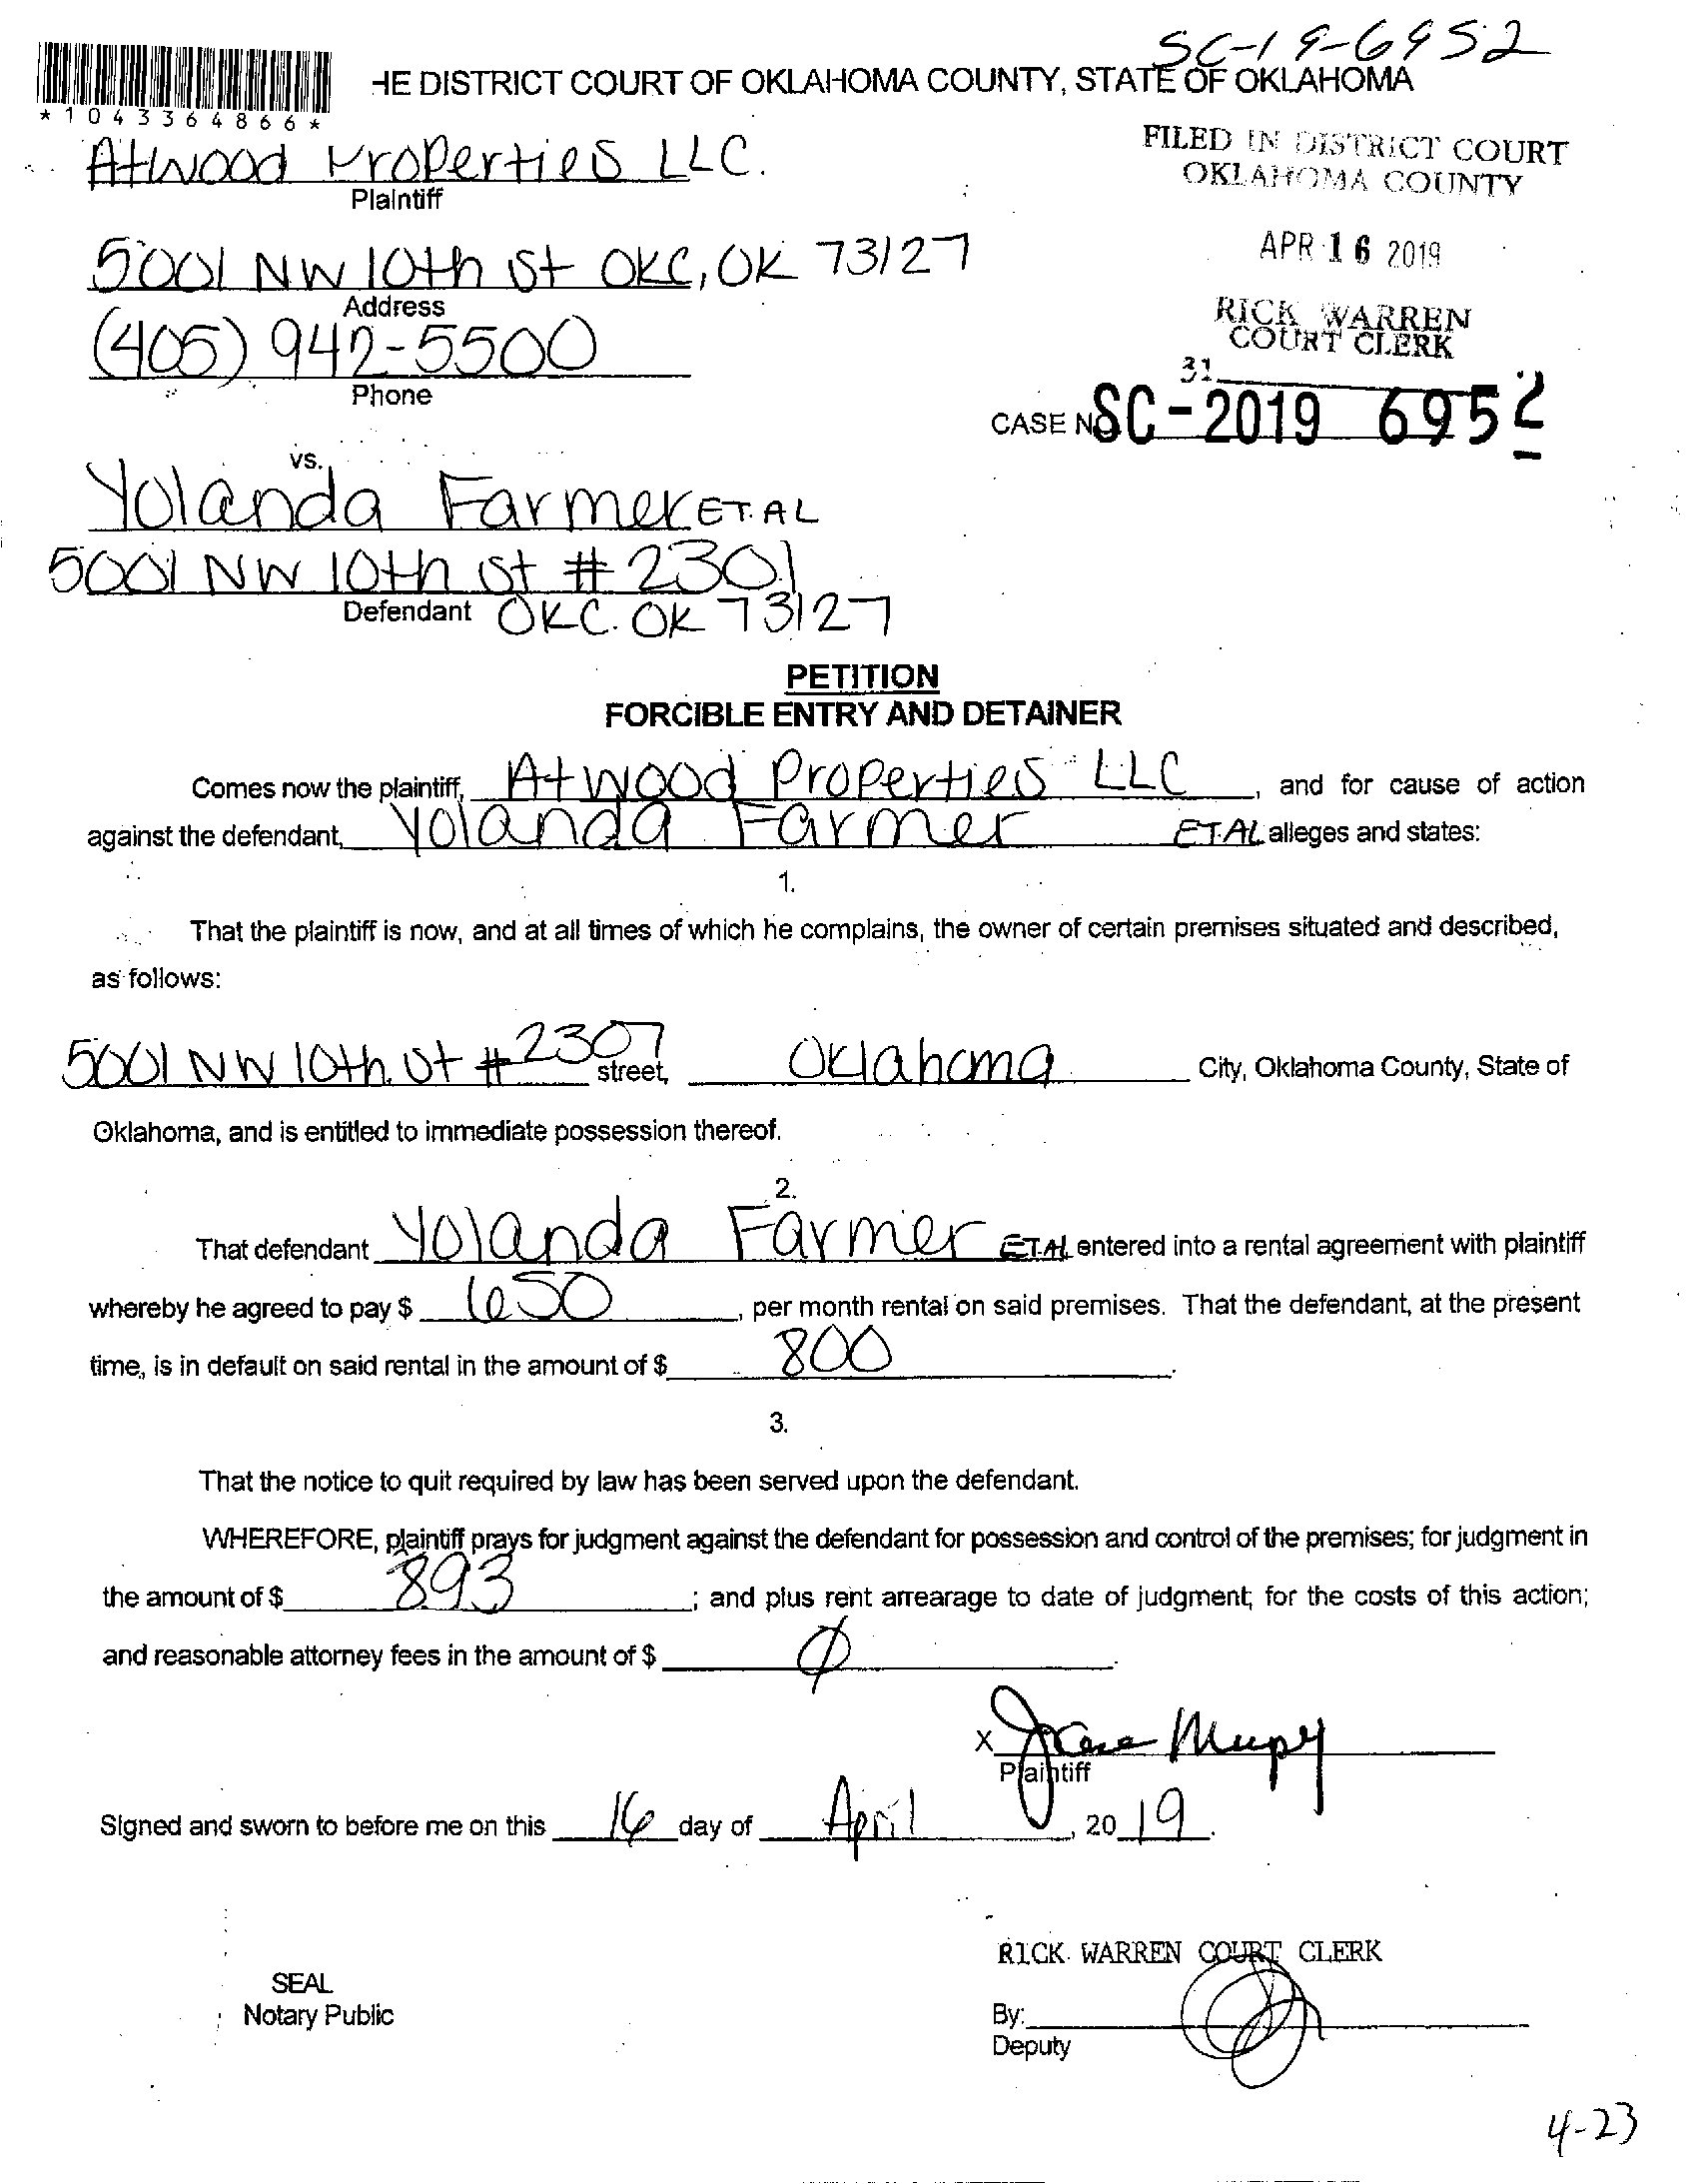 SC-19-6952
HE DISTRICT COURT OF OKLAHOMA COUNTY, STATE OF OKLAHOMA
*1043364866*
Atwood Properties LLC.
Plaintiff
FILED IN DISTRICT COURT
OKLAHOMA COUNTY
5001 NW 10th St OKC, OK 73127
Address
APR 16 2019
(405) 942-5500
Phone
RICK WARREN
COURT CLERK
31
CASE NO. SC-2019 6952
vs.
Yolanda Farmer ET.AL
5001 NW 10th St # 2301
Defendant OKC. OK 73127
PETITION
FORCIBLE ENTRY AND DETAINER
Comes now the plaintiff, Atwood Properties LLC, and for cause of action
against the defendant, Yolanda Farmer ET.AL alleges and states:
1.
That the plaintiff is now, and at all times of which he complains, the owner of certain premises situated and described,
as follows:
5001 NW 10th St # 2307 street, Oklahoma City, Oklahoma County, State of
Oklahoma, and is entitled to immediate possession thereof.
2.
That defendant Yolanda Farmer ET.AL entered into a rental agreement with plaintiff
whereby he agreed to pay $ 650, per month rental on said premises. That the defendant, at the present
time, is in default on said rental in the amount of $ 800.
3.
That the notice to quit required by law has been served upon the defendant.
WHEREFORE, plaintiff prays for judgment against the defendant for possession and control of the premises; for judgment in
the amount of $ 893; and plus rent arrearage to date of judgment; for the costs of this action;
and reasonable attorney fees in the amount of $ Ø.
X
Plaintiff
Signed and sworn to before me on this 16 day of April, 2019.
RICK WARREN COURT CLERK
SEAL
Notary Public
By:
Deputy
4-23